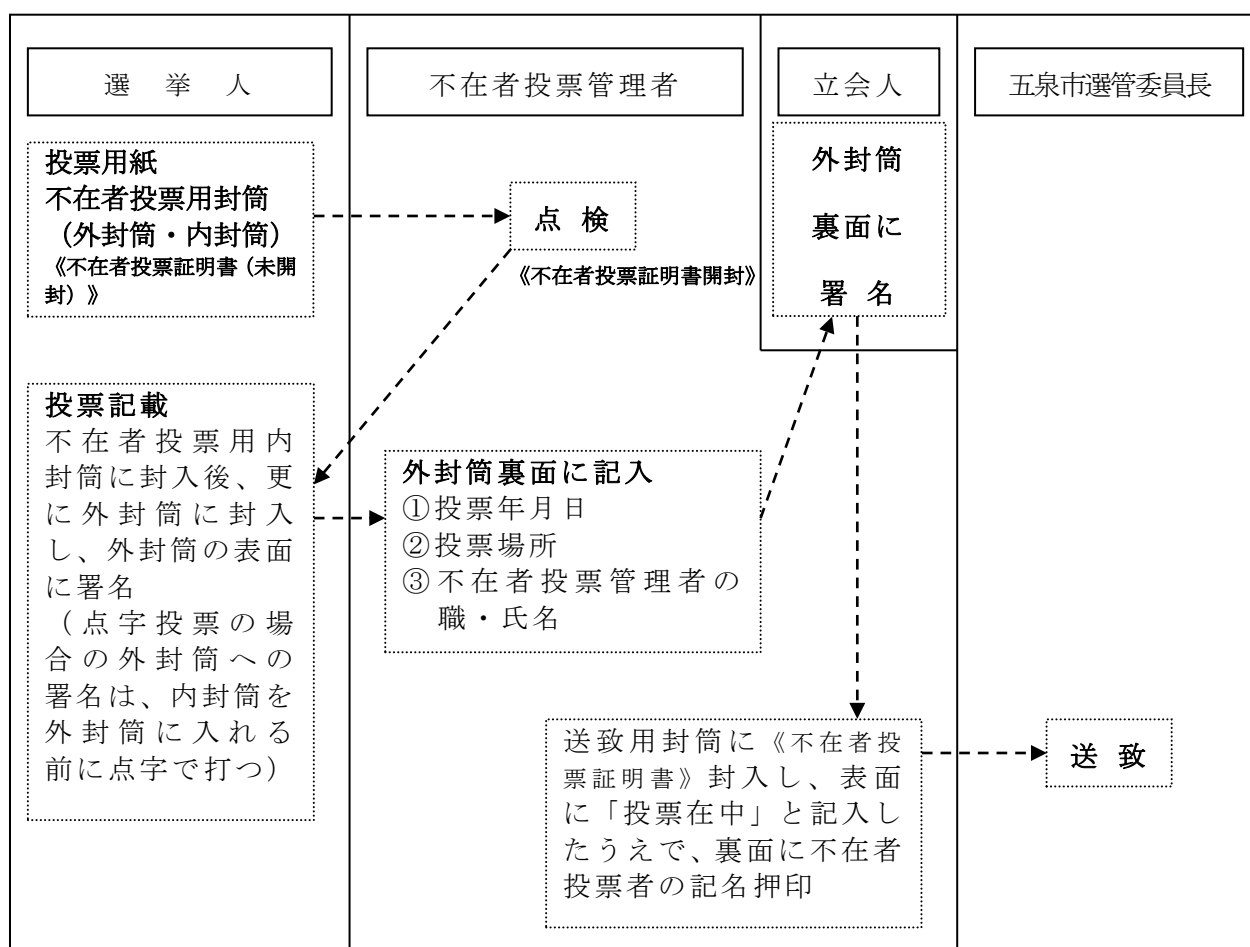 選挙人
不在者投票管理者
立会人
五泉市選管委員長
投票用紙
不在者投票用封筒
（外封筒・内封筒）
《不在者投票証明書（未開
封）》
点検
《不在者投票証明書開封》
外封筒
裏面に
署名
投票記載
不在者投票用内
封筒に封入後、更
に外封筒に封入
し、外封筒の表面
に署名
（点字投票の場
合の外封筒への
署名は、内封筒を
外封筒に入れる
前に点字で打つ）
外封筒裏面に記入
①投票年月日
②投票場所
③不在者投票管理者の
職・氏名
送致用封筒に《不在者投
票証明書》封入し、表面
に「投票在中」と記入し
たうえで、裏面に不在者
投票者の記名押印
送致